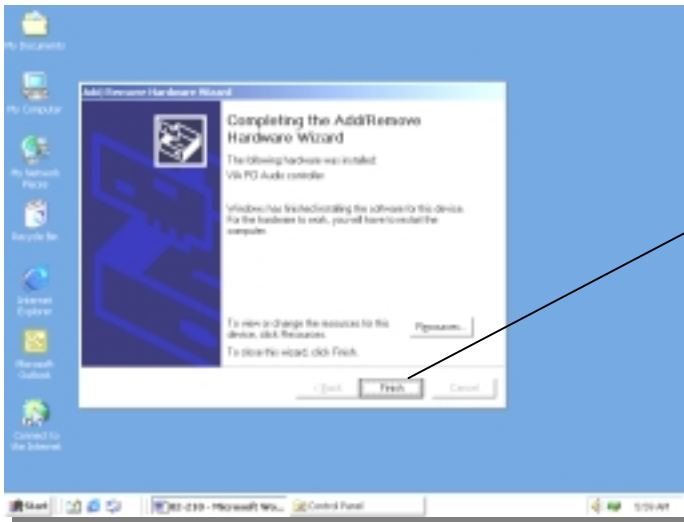 My Documents
My Computer
My Network
Places
Recycle Bin
Internet
Explorer
Microsoft
Outlook
Connect to
the Internet
Add/Remove Hardware Wizard
Completing the Add/Remove
Hardware Wizard
The following hardware was installed:
VIA PCI Audio controller
Windows has finished installing the software for this device.
For the hardware to work, you will have to restart the
computer.
To view or change the resources for this
device, click Resources.
Resources...
To close this wizard, click Finish.
< Back
Finish
Cancel
Start
Microsoft Wo...
Control Panel